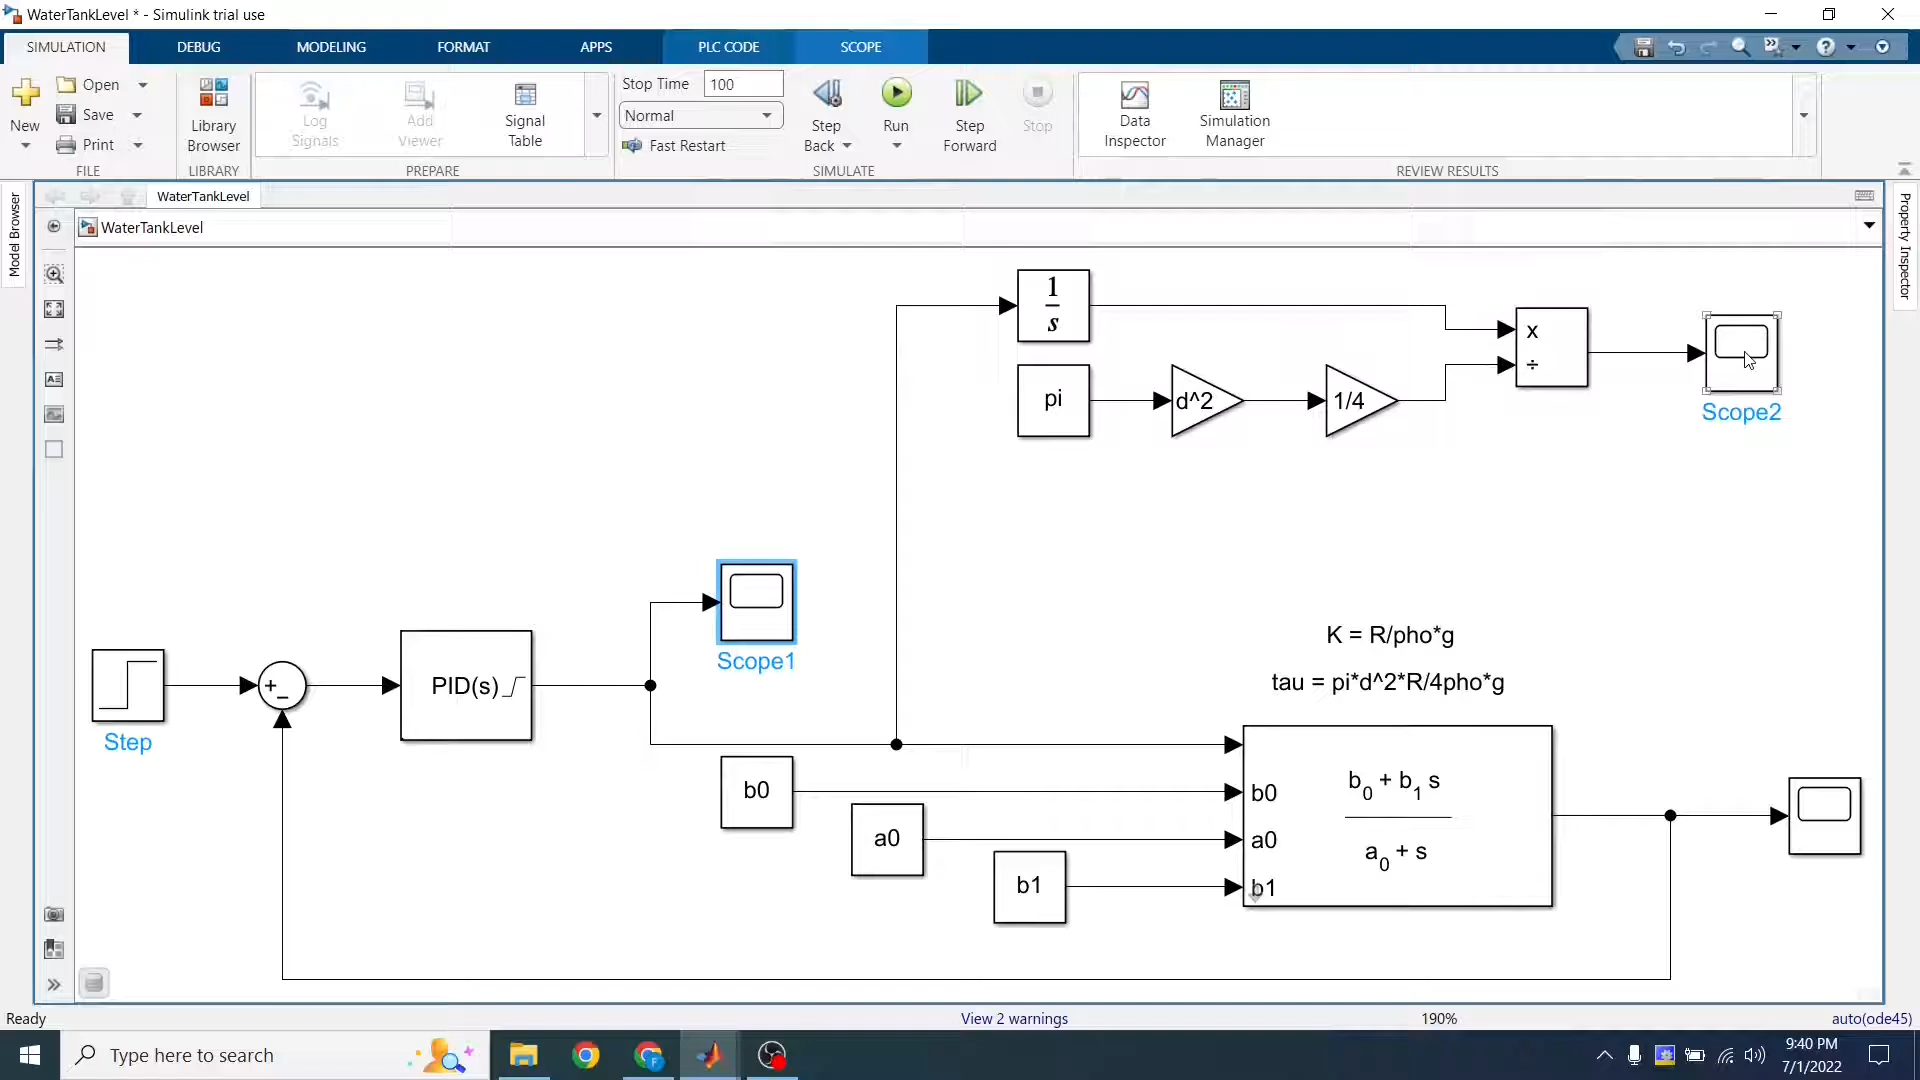 WaterTankLevel * - Simulink trial use
SIMULATION DEBUG MODELING FORMAT APPS PLC CODE SCOPE
New
Open
Save
Print
FILE
Library
Browser
LIBRARY
Log
Signals
Add
Viewer
Signal
Table
PREPARE
Stop Time 100
Normal
Fast Restart
Step
Back
Run
Step
Forward
Stop
SIMULATE
Data
Inspector
Simulation
Manager
REVIEW RESULTS
Model Browser
Property Inspector
WaterTankLevel
WaterTankLevel
1
s
pi
d^2
1/4
x
÷
Scope2
Scope1
Step
+
−
PID(s)
K = R/pho*g
tau = pi*d^2*R/4pho*g
b0
a0
b1
b0
a0
b1
b0 + b1 s
a0 + s
Ready
View 2 warnings
190%
auto(ode45)
Type here to search
9:40 PM
7/1/2022